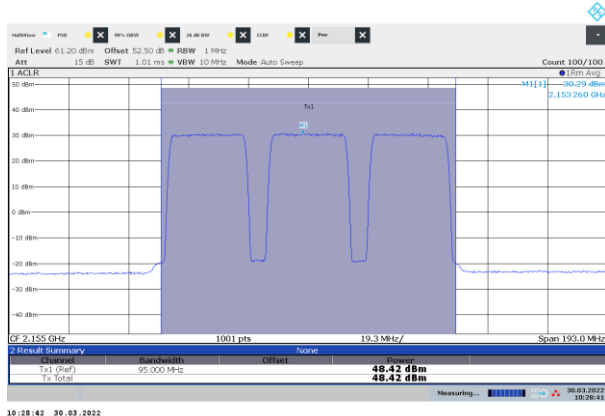 MultiView PSD 99% OBW 26 dB BW CCDF Pwr
Ref Level 61.20 dBm Offset 52.50 dB RBW 1 MHz
Att 15 dB SWT 1.01 ms VBW 10 MHz Mode Auto Sweep Count 100/100
1 ACLR 1Rm Avg
50 dBm M1[1] 30.29 dBm
2.153260 GHz
Tx1
40 dBm
M1
30 dBm
20 dBm
10 dBm
0 dBm
-10 dBm
-20 dBm
-30 dBm
-40 dBm
CF 2.155 GHz 1001 pts 19.3 MHz/ Span 193.0 MHz
2 Result Summary None
Channel Bandwidth Offset Power
Tx1 (Ref) 95.000 MHz 48.42 dBm
Tx Total 48.42 dBm
Measuring... 30.03.2022
10:28:41
10:28:42 30.03.2022